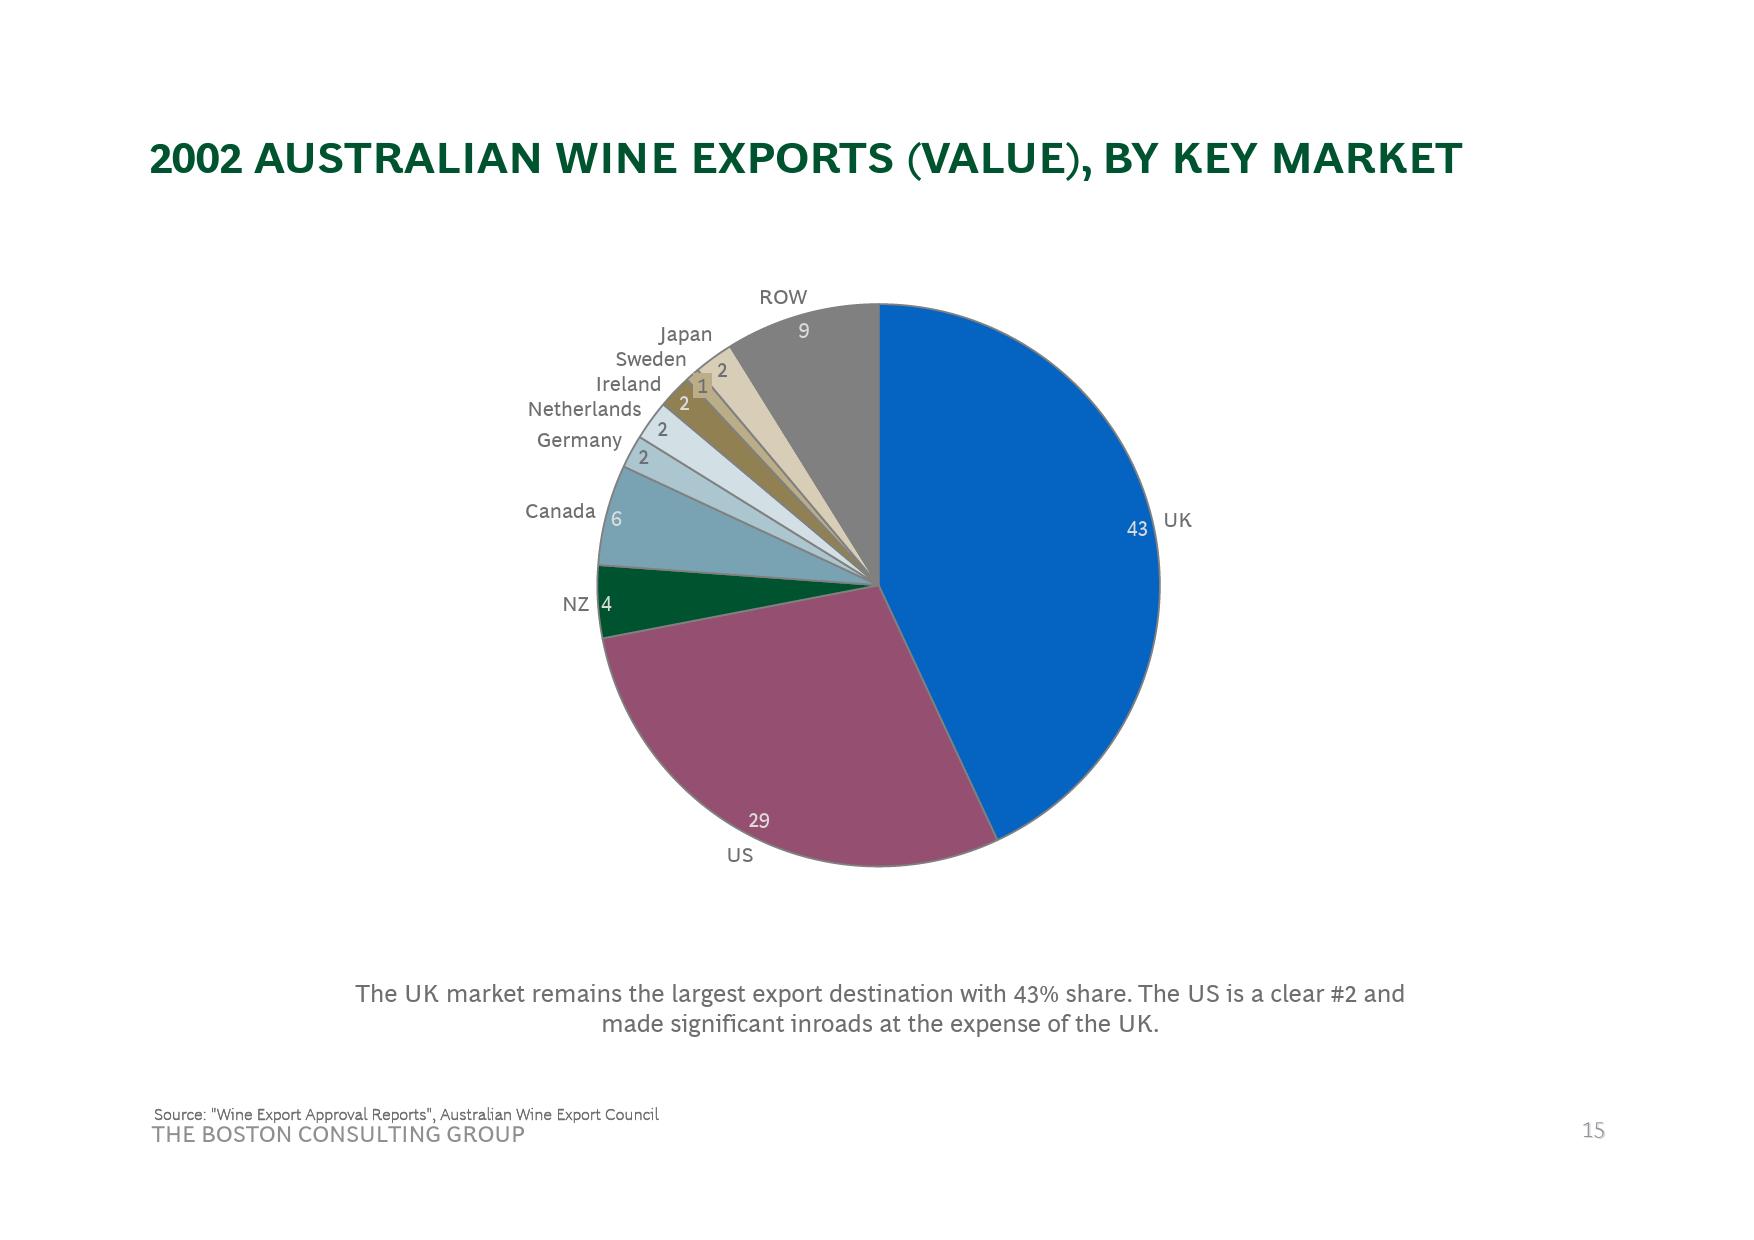 2002 AUSTRALIAN WINE EXPORTS (VALUE), BY KEY MARKET
ROW
9
Japan
2
Sweden
1
Ireland
2
Netherlands
2
Germany
2
Canada
6
NZ
4
UK
43
29
US
The UK market remains the largest export destination with 43% share. The US is a clear #2 and
made significant inroads at the expense of the UK.
Source: "Wine Export Approval Reports", Australian Wine Export Council
THE BOSTON CONSULTING GROUP
15